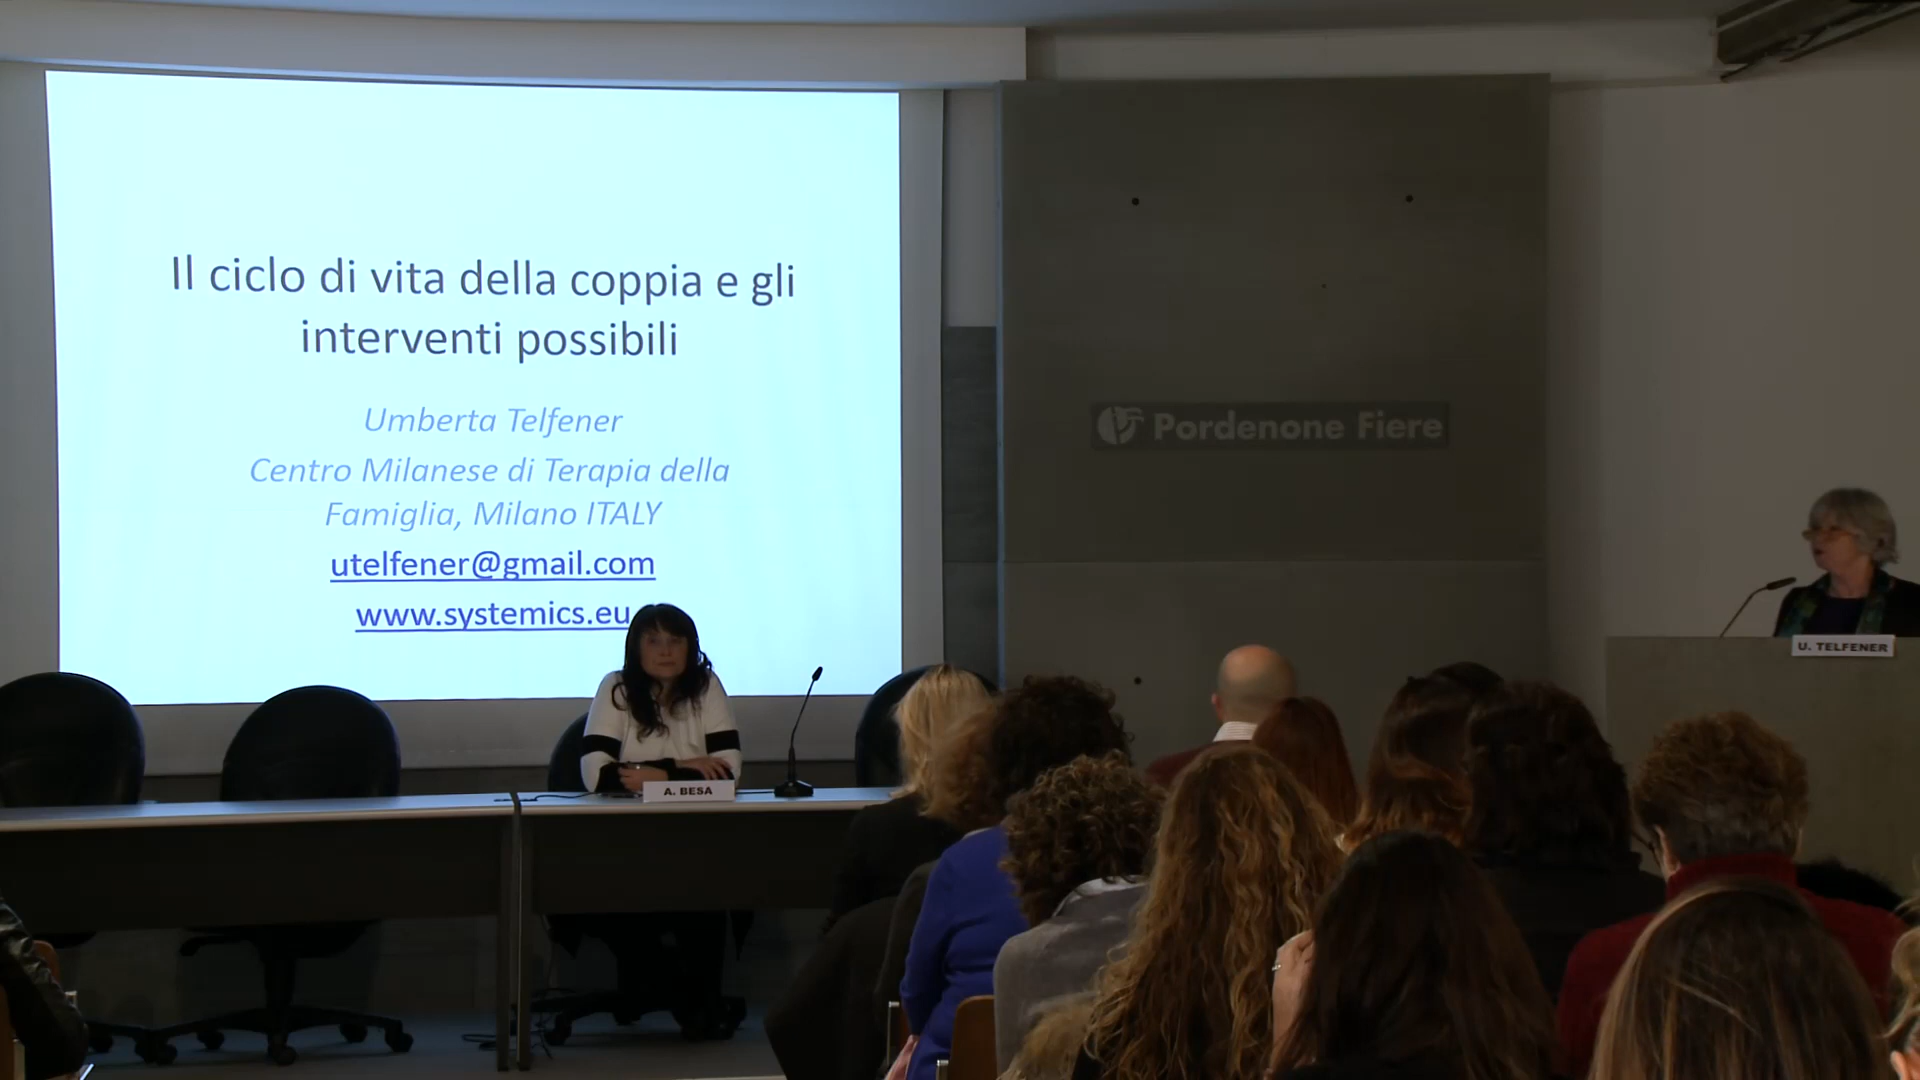 Il ciclo di vita della coppia e gli
interventi possibili
Umberta Telfener
Centro Milanese di Terapia della
Famiglia, Milano ITALY
utelfener@gmail.com
www.systemics.eu
Pordenone Fiere
U. TELFENER
A. BESA